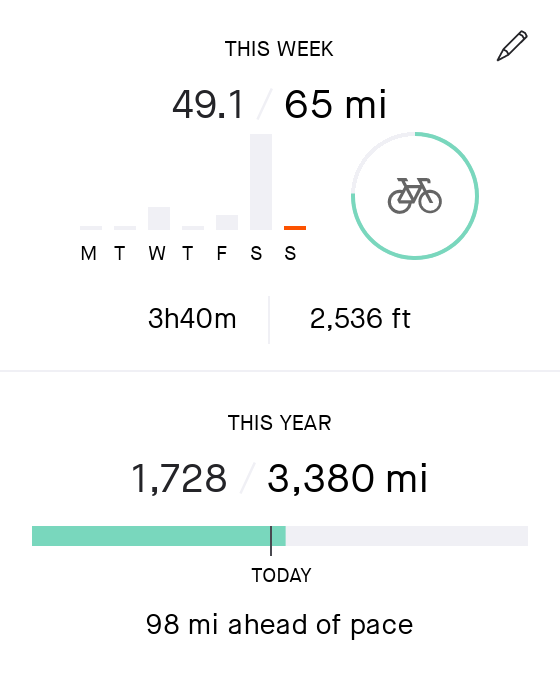 THIS WEEK
49.1 / 65 mi
M T W T F S S
3h40m 2,536 ft
THIS YEAR
1,728 / 3,380 mi
TODAY
98 mi ahead of pace